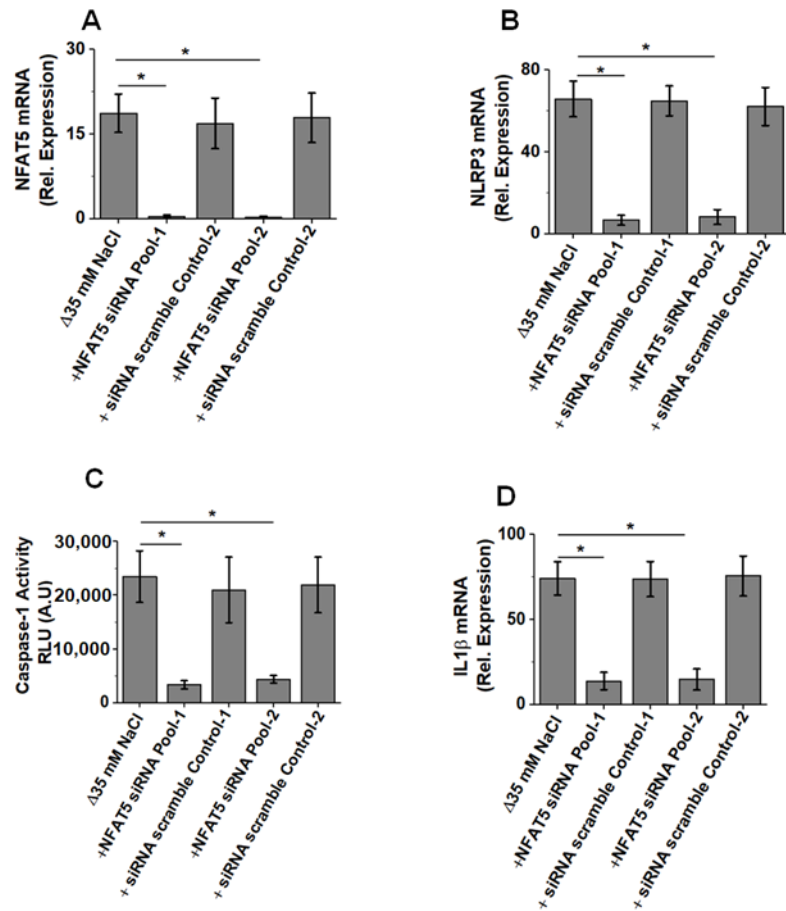 A
*
*
30
15
0
NFAT5 mRNA
(Rel. Expression)
Δ35 mM NaCl
+NFAT5 siRNA Pool-1
+ siRNA scramble Control-2
+NFAT5 siRNA Pool-2
+ siRNA scramble Control-2
B
*
*
80
60
0
NLRP3 mRNA
(Rel. Expression)
Δ35 mM NaCl
+NFAT5 siRNA Pool-1
+ siRNA scramble Control-1
+NFAT5 siRNA Pool-2
+ siRNA scramble Control-2
C
*
*
30,000
20,000
10,000
0
Caspase-1 Activity
RLU (A.U)
Δ35 mM NaCl
+NFAT5 siRNA Pool-1
+ siRNA scramble Control-1
+NFAT5 siRNA Pool-2
+ siRNA scramble Control-2
D
*
*
100
75
0
IL1β mRNA
(Rel. Expression)
Δ35 mM NaCl
+NFAT5 siRNA Pool-1
+ siRNA scramble Control-1
+NFAT5 siRNA Pool-2
+ siRNA scramble Control-2